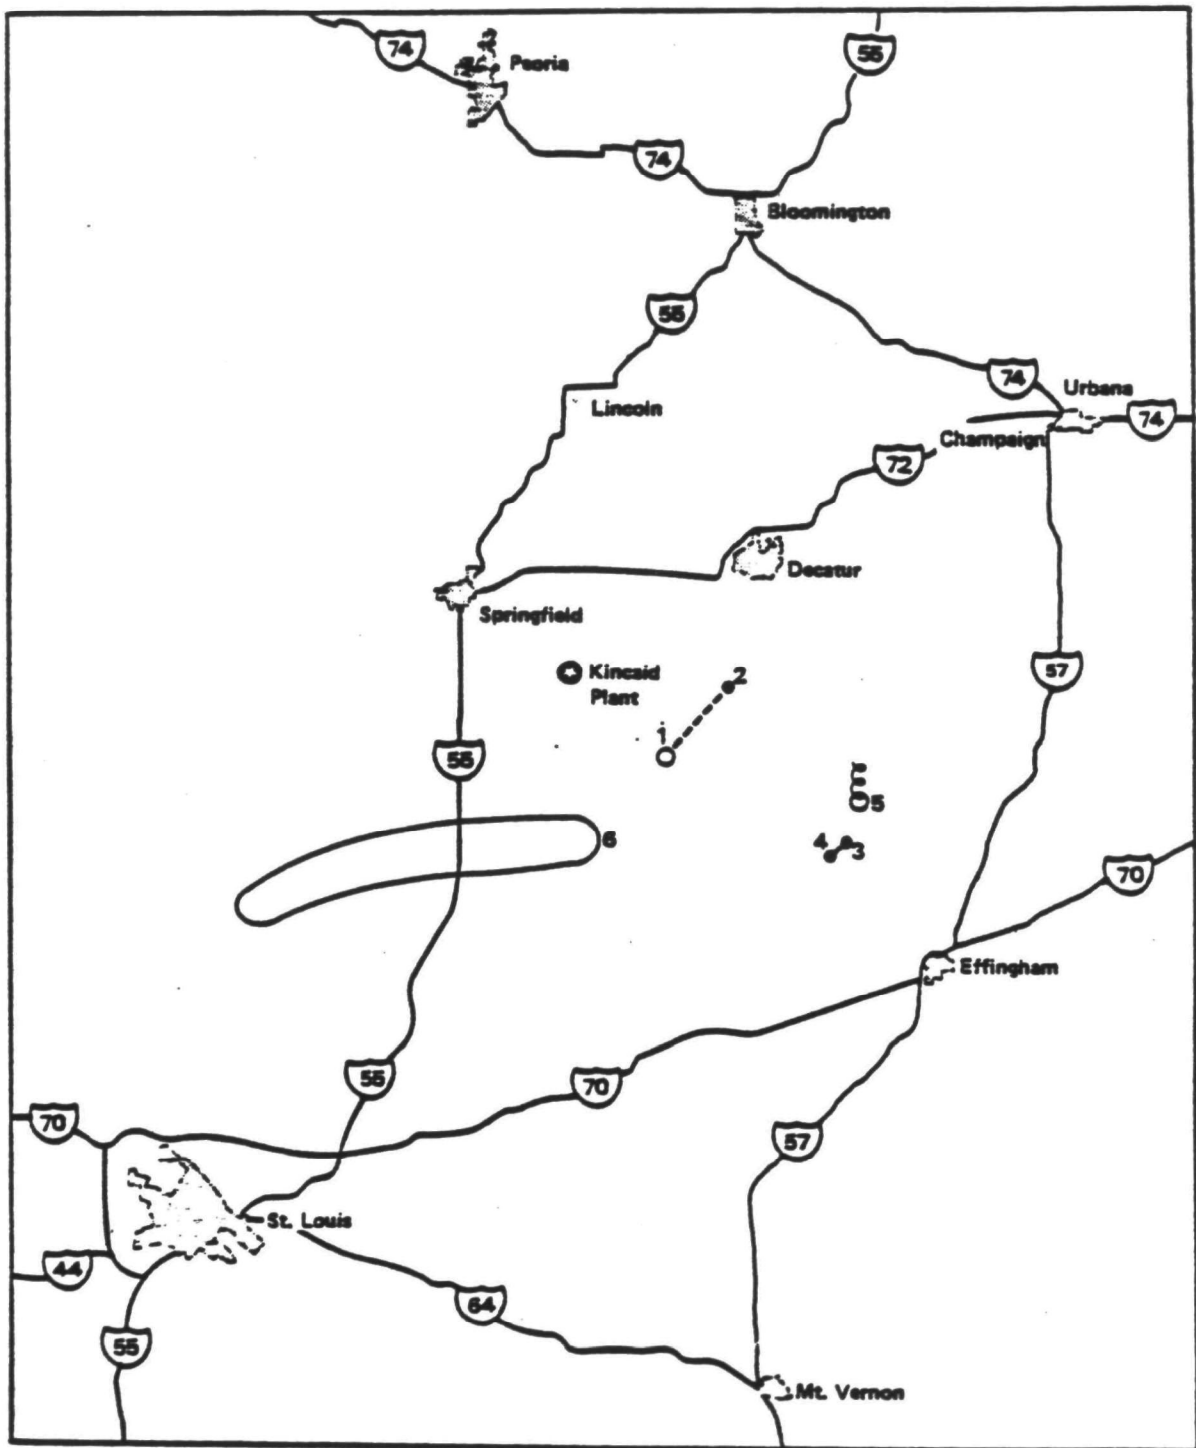 74
Peoria
55
74
Bloomington
55
74
Urbana
Lincoln
74
Champaign
72
Decatur
Springfield
Kincaid
Plant
57
2
1
55
5
6
4
3
70
Effingham
55
70
70
57
St. Louis
44
64
55
Mt. Vernon